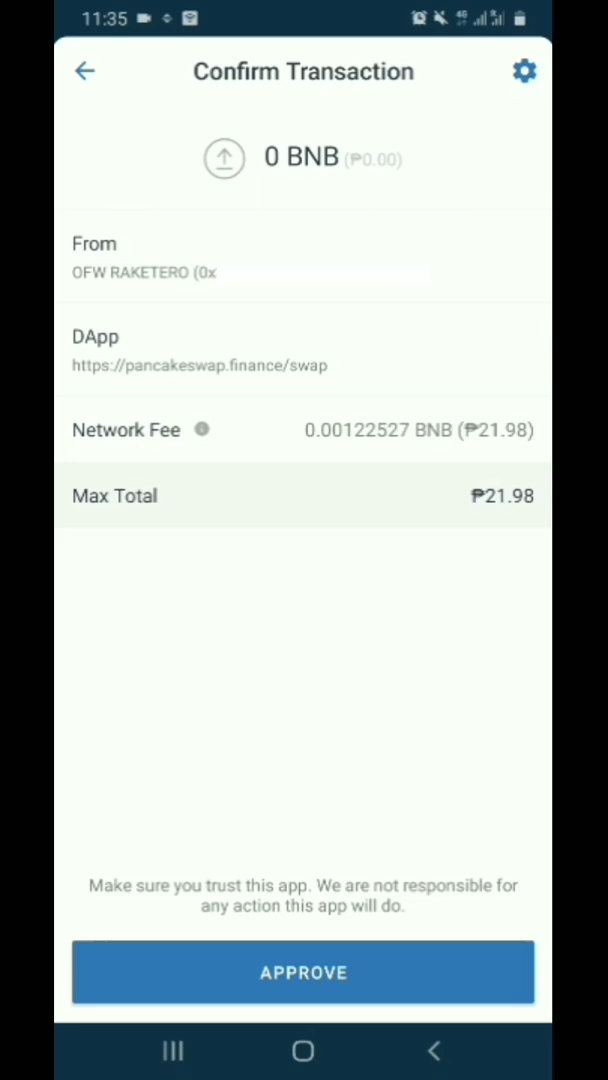 11:35
Confirm Transaction
0 BNB (₱0.00)
From
OFW RAKETERO (0x
DApp
https://pancakeswap.finance/swap
Network Fee 0.00122527 BNB (₱21.98)
Max Total ₱21.98
Make sure you trust this app. We are not responsible for
any action this app will do.
APPROVE